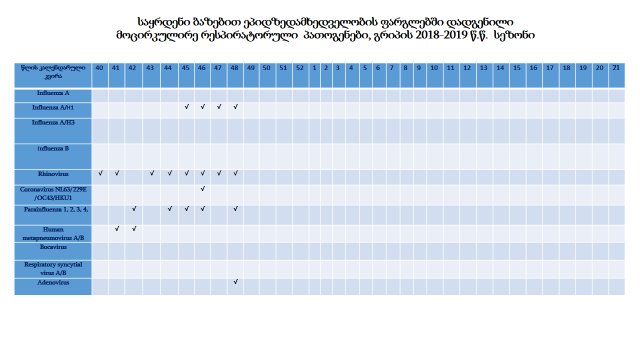 საყრდენი ბაზებით ეპიდზედამხედველობის ფარგლებში დადგენილი
მოცირკულირე რესპირატორული პათოგენები, გრიპის 2018-2019 წ.წ. სეზონი
წლის კალენდარული
კვირა
40 41 42 43 44 45 46 47 48 49 50 51 52 1 2 3 4 5 6 7 8 9 10 11 12 13 14 15 16 17 18 19 20 21
Influenza A
Influenza A/H1 √ √ √ √
Influenza A/H3
Influenza B
Rhinovirus √ √ √ √ √ √ √ √
Coronavirus NL63/229E
/OC43/HKU1 √
Parainfluenza 1, 2, 3, 4, √ √ √ √ √
Human
metapneumovirus A/B √ √
Bocavirus
Respiratory syncytial
virus A/B
Adenovirus √